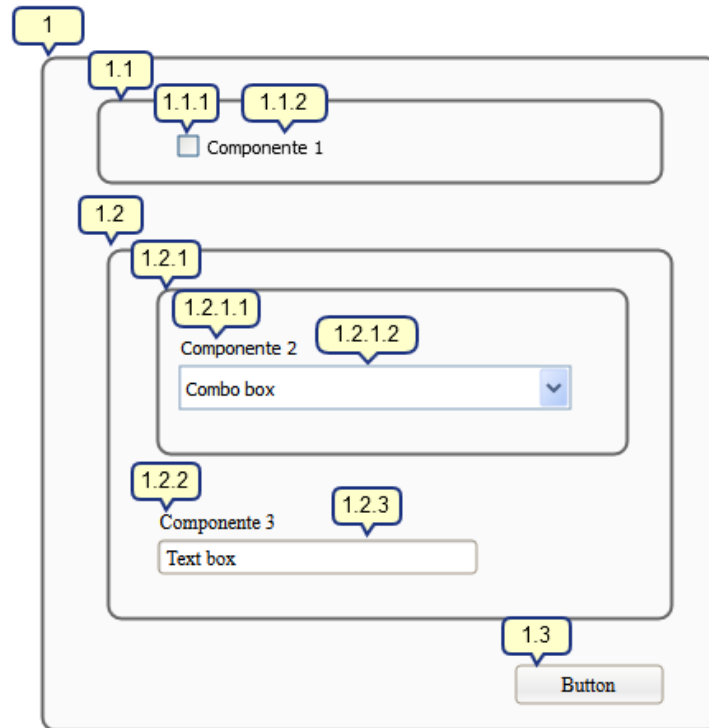 1
1.1
1.1.1 1.1.2
Componente 1
1.2
1.2.1
1.2.1.1
1.2.1.2
Componente 2
Combo box
1.2.2
1.2.3
Componente 3
Text box
1.3
Button